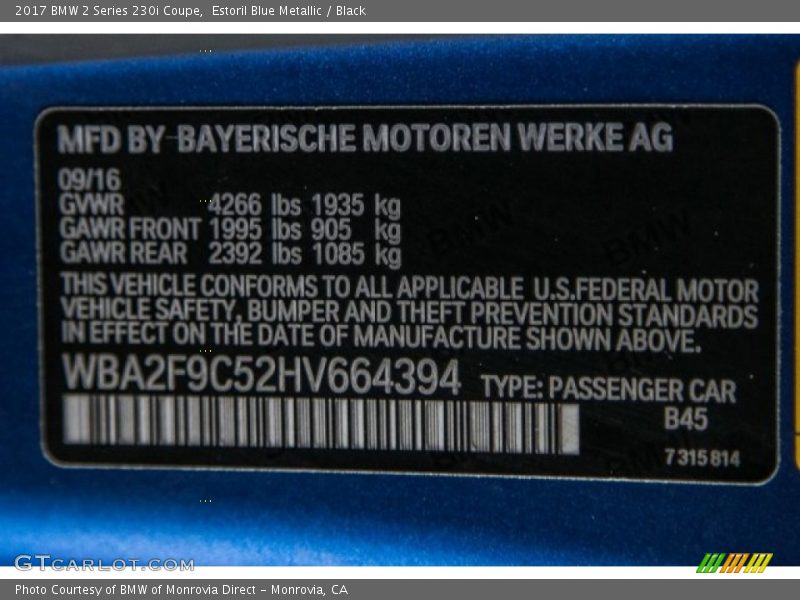 2017 BMW 2 Series 230i Coupe,  Estoril Blue Metallic / Black
MFD BY BAYERISCHE MOTOREN WERKE AG
09/16
GVWR 4266 lbs 1935 kg
GAWR FRONT 1995 lbs 905 kg
GAWR REAR 2392 lbs 1085 kg
THIS VEHICLE CONFORMS TO ALL APPLICABLE U.S.FEDERAL MOTOR
VEHICLE SAFETY, BUMPER AND THEFT PREVENTION STANDARDS
IN EFFECT ON THE DATE OF MANUFACTURE SHOWN ABOVE.
WBA2F9C52HV664394 TYPE: PASSENGER CAR
B45
7315814
GTCARLOT.COM
Photo Courtesy of BMW of Monrovia Direct - Monrovia, CA